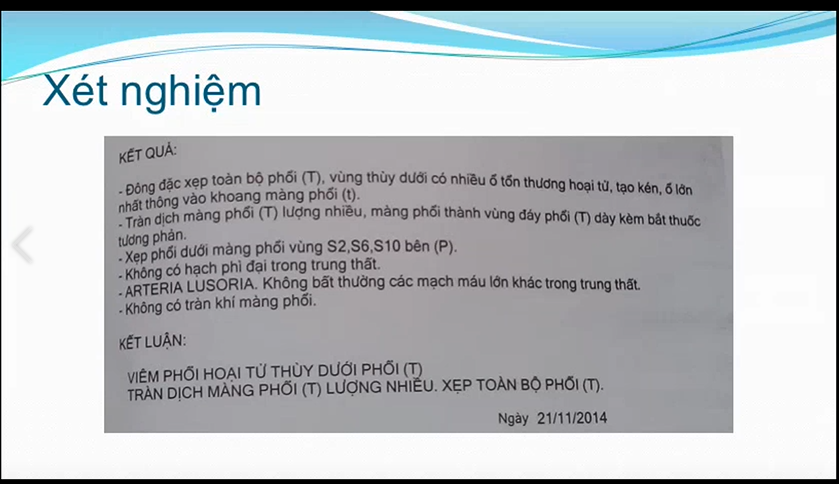 Xét nghiệm
KẾT QUẢ:
- Đông đặc xẹp toàn bộ phổi (T), vùng thùy dưới có nhiều ổ tổn thương hoại tử, tạo kén, ổ lớn
nhất thông vào khoang màng phổi (t).
- Tràn dịch màng phổi (T) lượng nhiều, màng phổi thành vùng đáy phổi (T) dày kèm bắt thuốc
tương phản.
- Xẹp phổi dưới màng phổi vùng S2,S6,S10 bên (P).
- Không có hạch phì đại trong trung thất.
- ARTERIA LUSORIA. Không bất thường các mạch máu lớn khác trong trung thất.
- Không có tràn khí màng phổi.
KẾT LUẬN:
VIÊM PHỔI HOẠI TỬ THÙY DƯỚI PHỔI (T)
TRÀN DỊCH MÀNG PHỔI (T) LƯỢNG NHIỀU. XẸP TOÀN BỘ PHỔI (T).
Ngày 21/11/2014